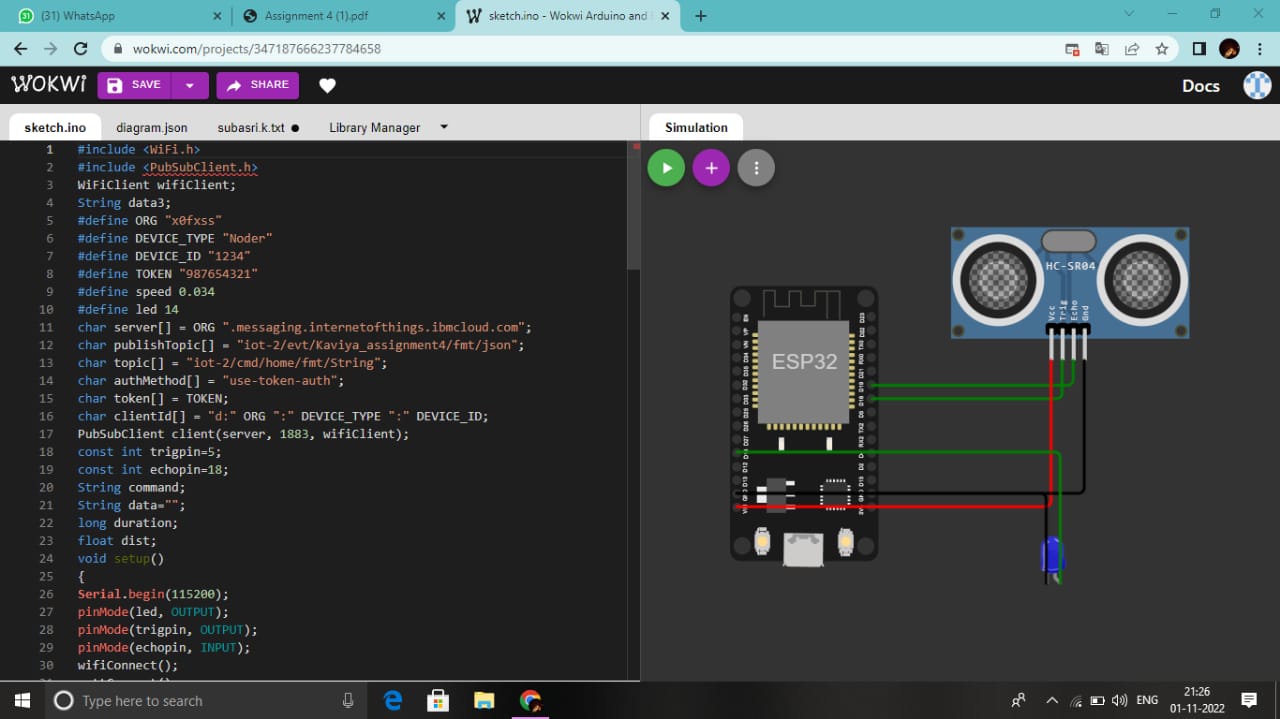 (31) WhatsApp
Assignment 4 (1).pdf
sketch.ino - Wokwi Arduino and
wokwi.com/projects/347187666237784658
WOKWi
SAVE
SHARE
Docs
sketch.ino
diagram.json
subasri.k.txt ●
Library Manager
Simulation
1 #include <WiFi.h>
2 #include <PubSubClient.h>
3 WiFiClient wifiClient;
4 String data3;
5 #define ORG "x0fxss"
6 #define DEVICE_TYPE "Noder"
7 #define DEVICE_ID "1234"
8 #define TOKEN "987654321"
9 #define speed 0.034
10 #define led 14
11 char server[] = ORG ".messaging.internetofthings.ibmcloud.com";
12 char publishTopic[] = "iot-2/evt/Kaviya_assignment4/fmt/json";
13 char topic[] = "iot-2/cmd/home/fmt/String";
14 char authMethod[] = "use-token-auth";
15 char token[] = TOKEN;
16 char clientId[] = "d:" ORG ":" DEVICE_TYPE ":" DEVICE_ID;
17 PubSubClient client(server, 1883, wifiClient);
18 const int trigpin=5;
19 const int echopin=18;
20 String command;
21 String data="";
22 long duration;
23 float dist;
24 void setup()
25 {
26 Serial.begin(115200);
27 pinMode(led, OUTPUT);
28 pinMode(trigpin, OUTPUT);
29 pinMode(echopin, INPUT);
30 wifiConnect();
HC-SR04
Vcc
Trig
Echo
Gnd
ESP32
Type here to search
ENG
21:26
01-11-2022